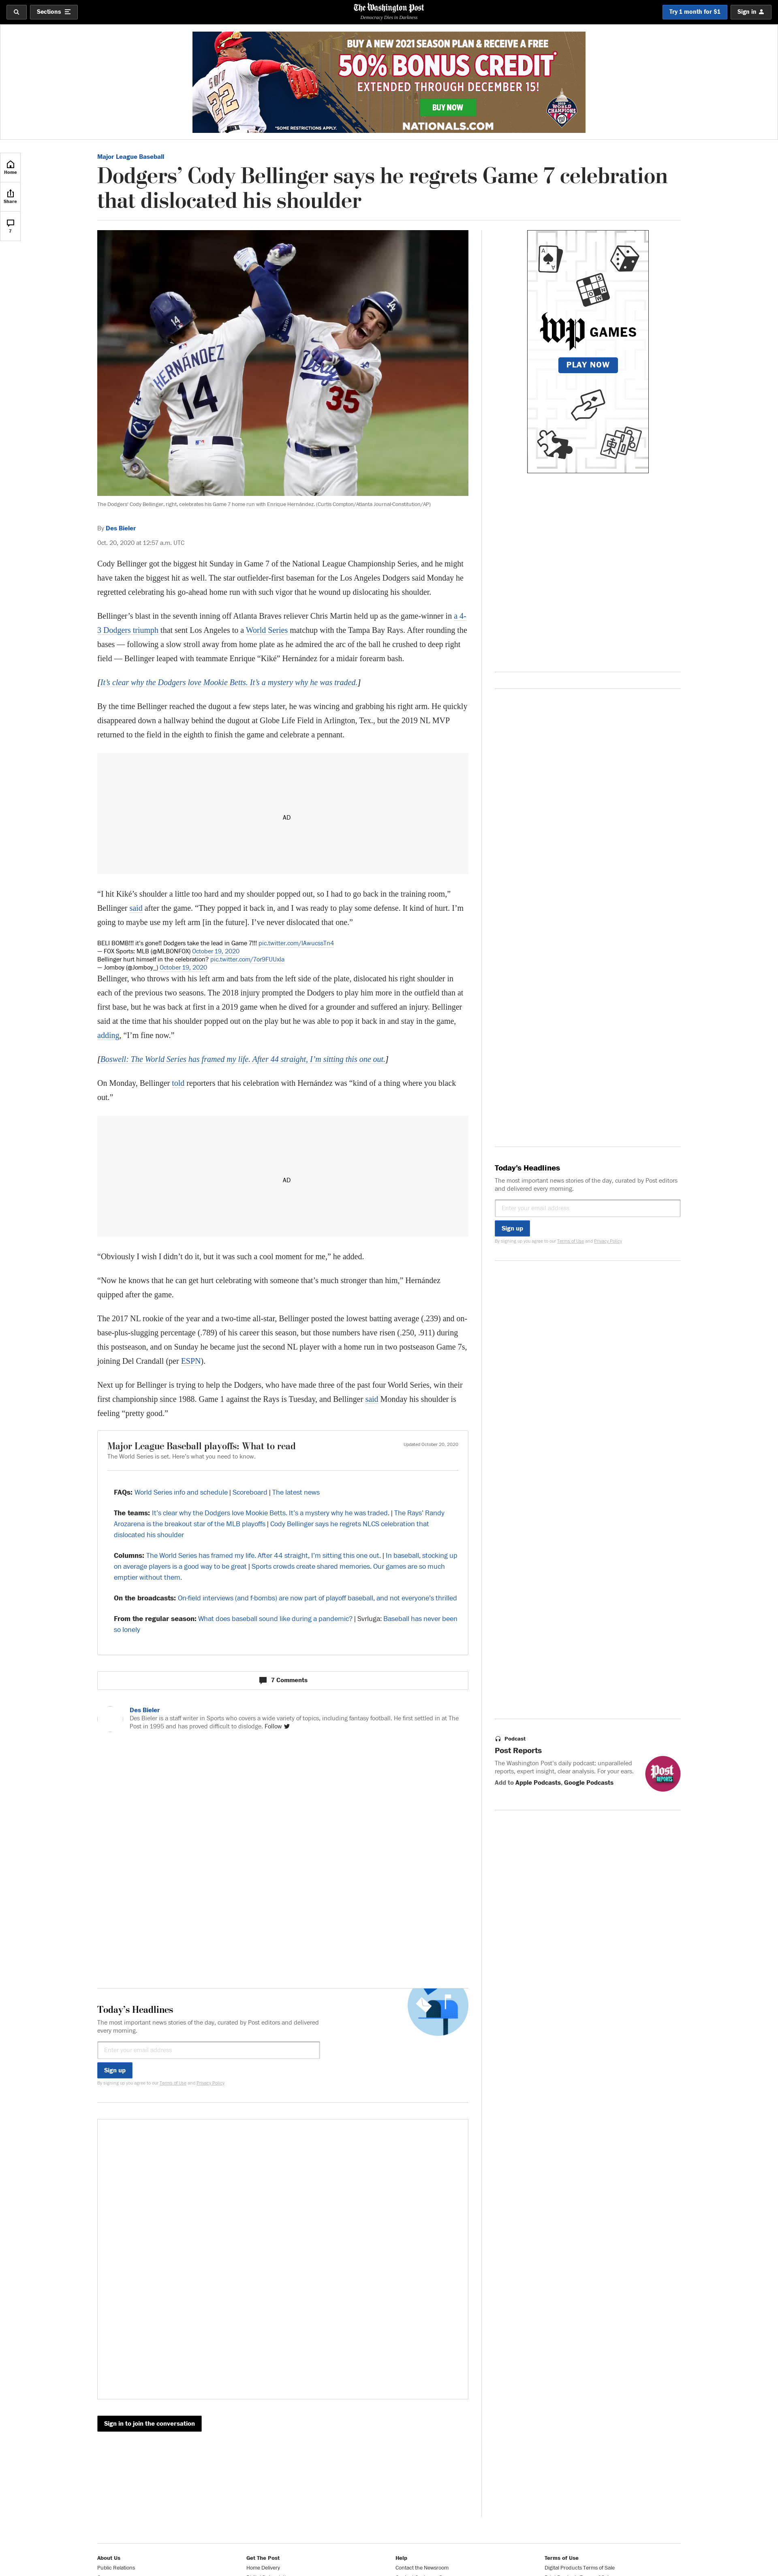 Sections
The Washington Post
Democracy Dies in Darkness
Try 1 month for $1
Sign in
BUY A NEW 2021 SEASON PLAN & RECEIVE A FREE
50% BONUS CREDIT*
EXTENDED THROUGH DECEMBER 15!
BUY NOW
*SOME RESTRICTIONS APPLY.
NATIONALS.COM
Home
Share
7
Major League Baseball
Dodgers’ Cody Bellinger says he regrets Game 7 celebration
that dislocated his shoulder
HERNÁNDEZ
14
35
WP GAMES
PLAY NOW
The Dodgers' Cody Bellinger, right, celebrates his Game 7 home run with Enrique Hernández. (Curtis Compton/Atlanta Journal-Constitution/AP)
By Des Bieler
Oct. 20, 2020 at 12:57 a.m. UTC
Cody Bellinger got the biggest hit Sunday in Game 7 of the National League Championship Series, and he might
have taken the biggest hit as well. The star outfielder-first baseman for the Los Angeles Dodgers said Monday he
regretted celebrating his go-ahead home run with such vigor that he wound up dislocating his shoulder.
Bellinger’s blast in the seventh inning off Atlanta Braves reliever Chris Martin held up as the game-winner in a 4-
3 Dodgers triumph that sent Los Angeles to a World Series matchup with the Tampa Bay Rays. After rounding the
bases — following a slow stroll away from home plate as he admired the arc of the ball he crushed to deep right
field — Bellinger leaped with teammate Enrique “Kiké” Hernández for a midair forearm bash.
[It’s clear why the Dodgers love Mookie Betts. It’s a mystery why he was traded.]
By the time Bellinger reached the dugout a few steps later, he was wincing and grabbing his right arm. He quickly
disappeared down a hallway behind the dugout at Globe Life Field in Arlington, Tex., but the 2019 NL MVP
returned to the field in the eighth to finish the game and celebrate a pennant.
AD
“I hit Kiké’s shoulder a little too hard and my shoulder popped out, so I had to go back in the training room,”
Bellinger said after the game. “They popped it back in, and I was ready to play some defense. It kind of hurt. I’m
going to maybe use my left arm [in the future]. I’ve never dislocated that one.”
BELI BOMB!!! it's gone!! Dodgers take the lead in Game 7!!! pic.twitter.com/IAwucssTn4
— FOX Sports: MLB (@MLBONFOX) October 19, 2020
Bellinger hurt himself in the celebration? pic.twitter.com/7or9FUUxla
— Jomboy (@Jomboy_) October 19, 2020
Bellinger, who throws with his left arm and bats from the left side of the plate, dislocated his right shoulder in
each of the previous two seasons. The 2018 injury prompted the Dodgers to play him more in the outfield than at
first base, but he was back at first in a 2019 game when he dived for a grounder and suffered an injury. Bellinger
said at the time that his shoulder popped out on the play but he was able to pop it back in and stay in the game,
adding, “I’m fine now.”
[Boswell: The World Series has framed my life. After 44 straight, I’m sitting this one out.]
On Monday, Bellinger told reporters that his celebration with Hernández was “kind of a thing where you black
out.”
AD
“Obviously I wish I didn’t do it, but it was such a cool moment for me,” he added.
“Now he knows that he can get hurt celebrating with someone that’s much stronger than him,” Hernández
quipped after the game.
The 2017 NL rookie of the year and a two-time all-star, Bellinger posted the lowest batting average (.239) and on-
base-plus-slugging percentage (.789) of his career this season, but those numbers have risen (.250, .911) during
this postseason, and on Sunday he became just the second NL player with a home run in two postseason Game 7s,
joining Del Crandall (per ESPN).
Next up for Bellinger is trying to help the Dodgers, who have made three of the past four World Series, win their
first championship since 1988. Game 1 against the Rays is Tuesday, and Bellinger said Monday his shoulder is
feeling “pretty good.”
Major League Baseball playoffs: What to read
Updated October 20, 2020
The World Series is set. Here’s what you need to know.
FAQs: World Series info and schedule | Scoreboard | The latest news
The teams: It’s clear why the Dodgers love Mookie Betts. It’s a mystery why he was traded. | The Rays’ Randy
Arozarena is the breakout star of the MLB playoffs | Cody Bellinger says he regrets NLCS celebration that
dislocated his shoulder
Columns: The World Series has framed my life. After 44 straight, I’m sitting this one out. | In baseball, stocking up
on average players is a good way to be great | Sports crowds create shared memories. Our games are so much
emptier without them.
On the broadcasts: On-field interviews (and f-bombs) are now part of playoff baseball, and not everyone’s thrilled
From the regular season: What does baseball sound like during a pandemic? | Svrluga: Baseball has never been
so lonely
7 Comments
Des Bieler
Des Bieler is a staff writer in Sports who covers a wide variety of topics, including fantasy football. He first settled in at The
Post in 1995 and has proved difficult to dislodge. Follow
Today’s Headlines
The most important news stories of the day, curated by Post editors
and delivered every morning.
Enter your email address
Sign up
By signing up you agree to our Terms of Use and Privacy Policy
Podcast
Post Reports
The Washington Post's daily podcast: unparalleled
reports, expert insight, clear analysis. For your ears.
Add to Apple Podcasts, Google Podcasts
Post
REPORTS
Today’s Headlines
The most important news stories of the day, curated by Post editors and delivered
every morning.
Enter your email address
Sign up
By signing up you agree to our Terms of Use and Privacy Policy
Sign in to join the conversation
About Us
Public Relations
Get The Post
Home Delivery
Help
Contact the Newsroom
Terms of Use
Digital Products Terms of Sale